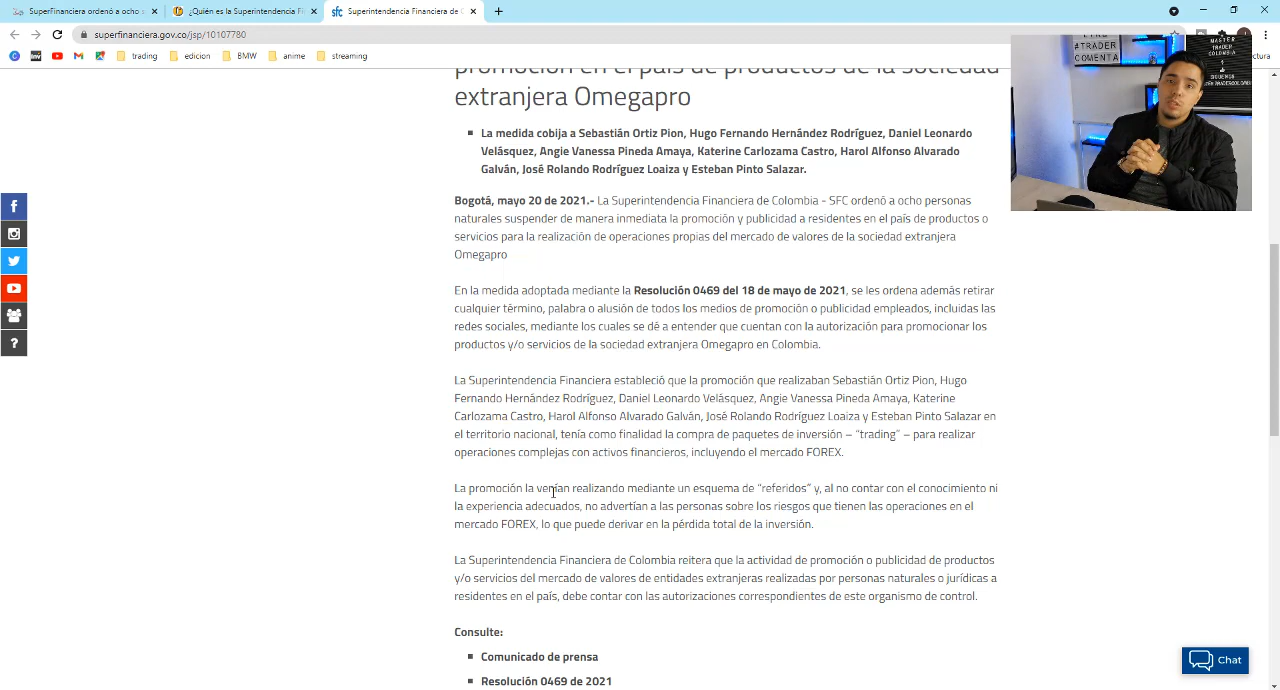 SuperFinanciera ordenó a ocho
¿Quién es la Superintendencia Fi
sfc
Superintendencia Financiera de C
superfinanciera.gov.co/jsp/10107780
trading
edicion
BMW
anime
streaming
ctura
promoción en el país de productos de la sociedad
extranjera Omegapro
La medida cobija a Sebastián Ortiz Pion, Hugo Fernando Hernández Rodríguez, Daniel Leonardo
Velásquez, Angie Vanessa Pineda Amaya, Katerine Carlozama Castro, Harol Alfonso Alvarado
Galván, José Rolando Rodríguez Loaiza y Esteban Pinto Salazar.
Bogotá, mayo 20 de 2021.- La Superintendencia Financiera de Colombia - SFC ordenó a ocho personas
naturales suspender de manera inmediata la promoción y publicidad a residentes en el país de productos o
servicios para la realización de operaciones propias del mercado de valores de la sociedad extranjera
Omegapro
En la medida adoptada mediante la Resolución 0469 del 18 de mayo de 2021, se les ordena además retirar
cualquier término, palabra o alusión de todos los medios de promoción o publicidad empleados, incluidas las
redes sociales, mediante los cuales se dé a entender que cuentan con la autorización para promocionar los
productos y/o servicios de la sociedad extranjera Omegapro en Colombia.
La Superintendencia Financiera estableció que la promoción que realizaban Sebastián Ortiz Pion, Hugo
Fernando Hernández Rodríguez, Daniel Leonardo Velásquez, Angie Vanessa Pineda Amaya, Katerine
Carlozama Castro, Harol Alfonso Alvarado Galván, José Rolando Rodríguez Loaiza y Esteban Pinto Salazar en
el territorio nacional, tenía como finalidad la compra de paquetes de inversión – “trading” – para realizar
operaciones complejas con activos financieros, incluyendo el mercado FOREX.
La promoción la venían realizando mediante un esquema de “referidos” y, al no contar con el conocimiento ni
la experiencia adecuados, no advertían a las personas sobre los riesgos que tienen las operaciones en el
mercado FOREX, lo que puede derivar en la pérdida total de la inversión.
La Superintendencia Financiera de Colombia reitera que la actividad de promoción o publicidad de productos
y/o servicios del mercado de valores de entidades extranjeras realizadas por personas naturales o jurídicas a
residentes en el país, debe contar con las autorizaciones correspondientes de este organismo de control.
Consulte:
Comunicado de prensa
Resolución 0469 de 2021
Chat
#TRADER
COMENTA
MASTER
TRADER
COLOMBIA
SIGUENOS